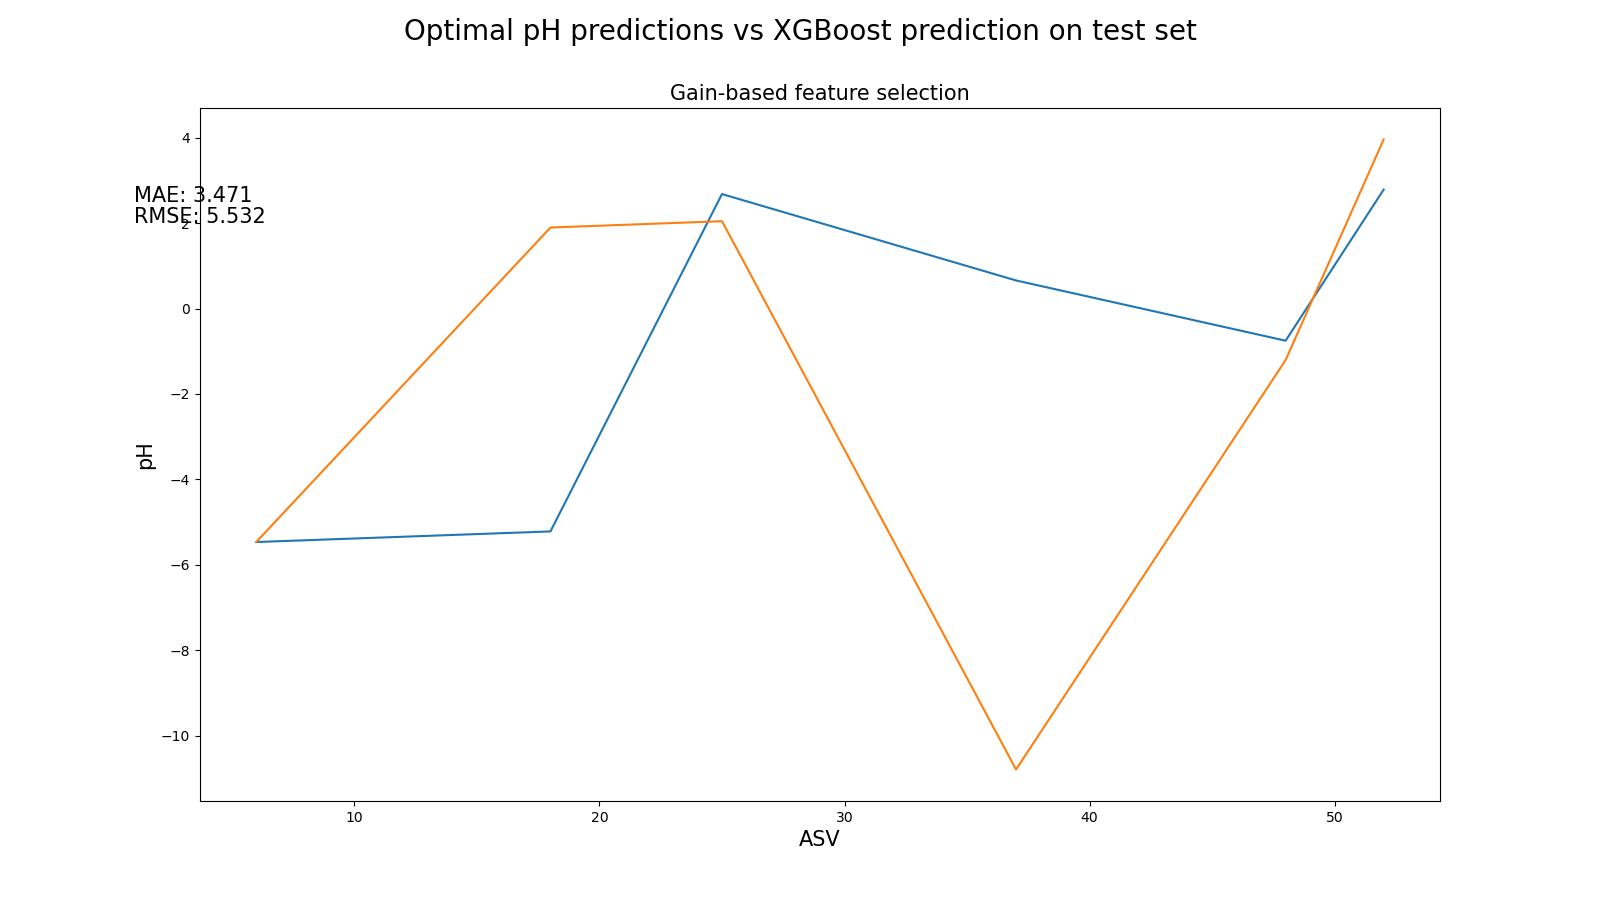 Optimal pH predictions vs XGBoost prediction on test set
Gain-based feature selection
MAE: 3.471
RMSE: 5.532
4
2
0
−2
−4
−6
−8
−10
pH
10 20 30 40 50
ASV